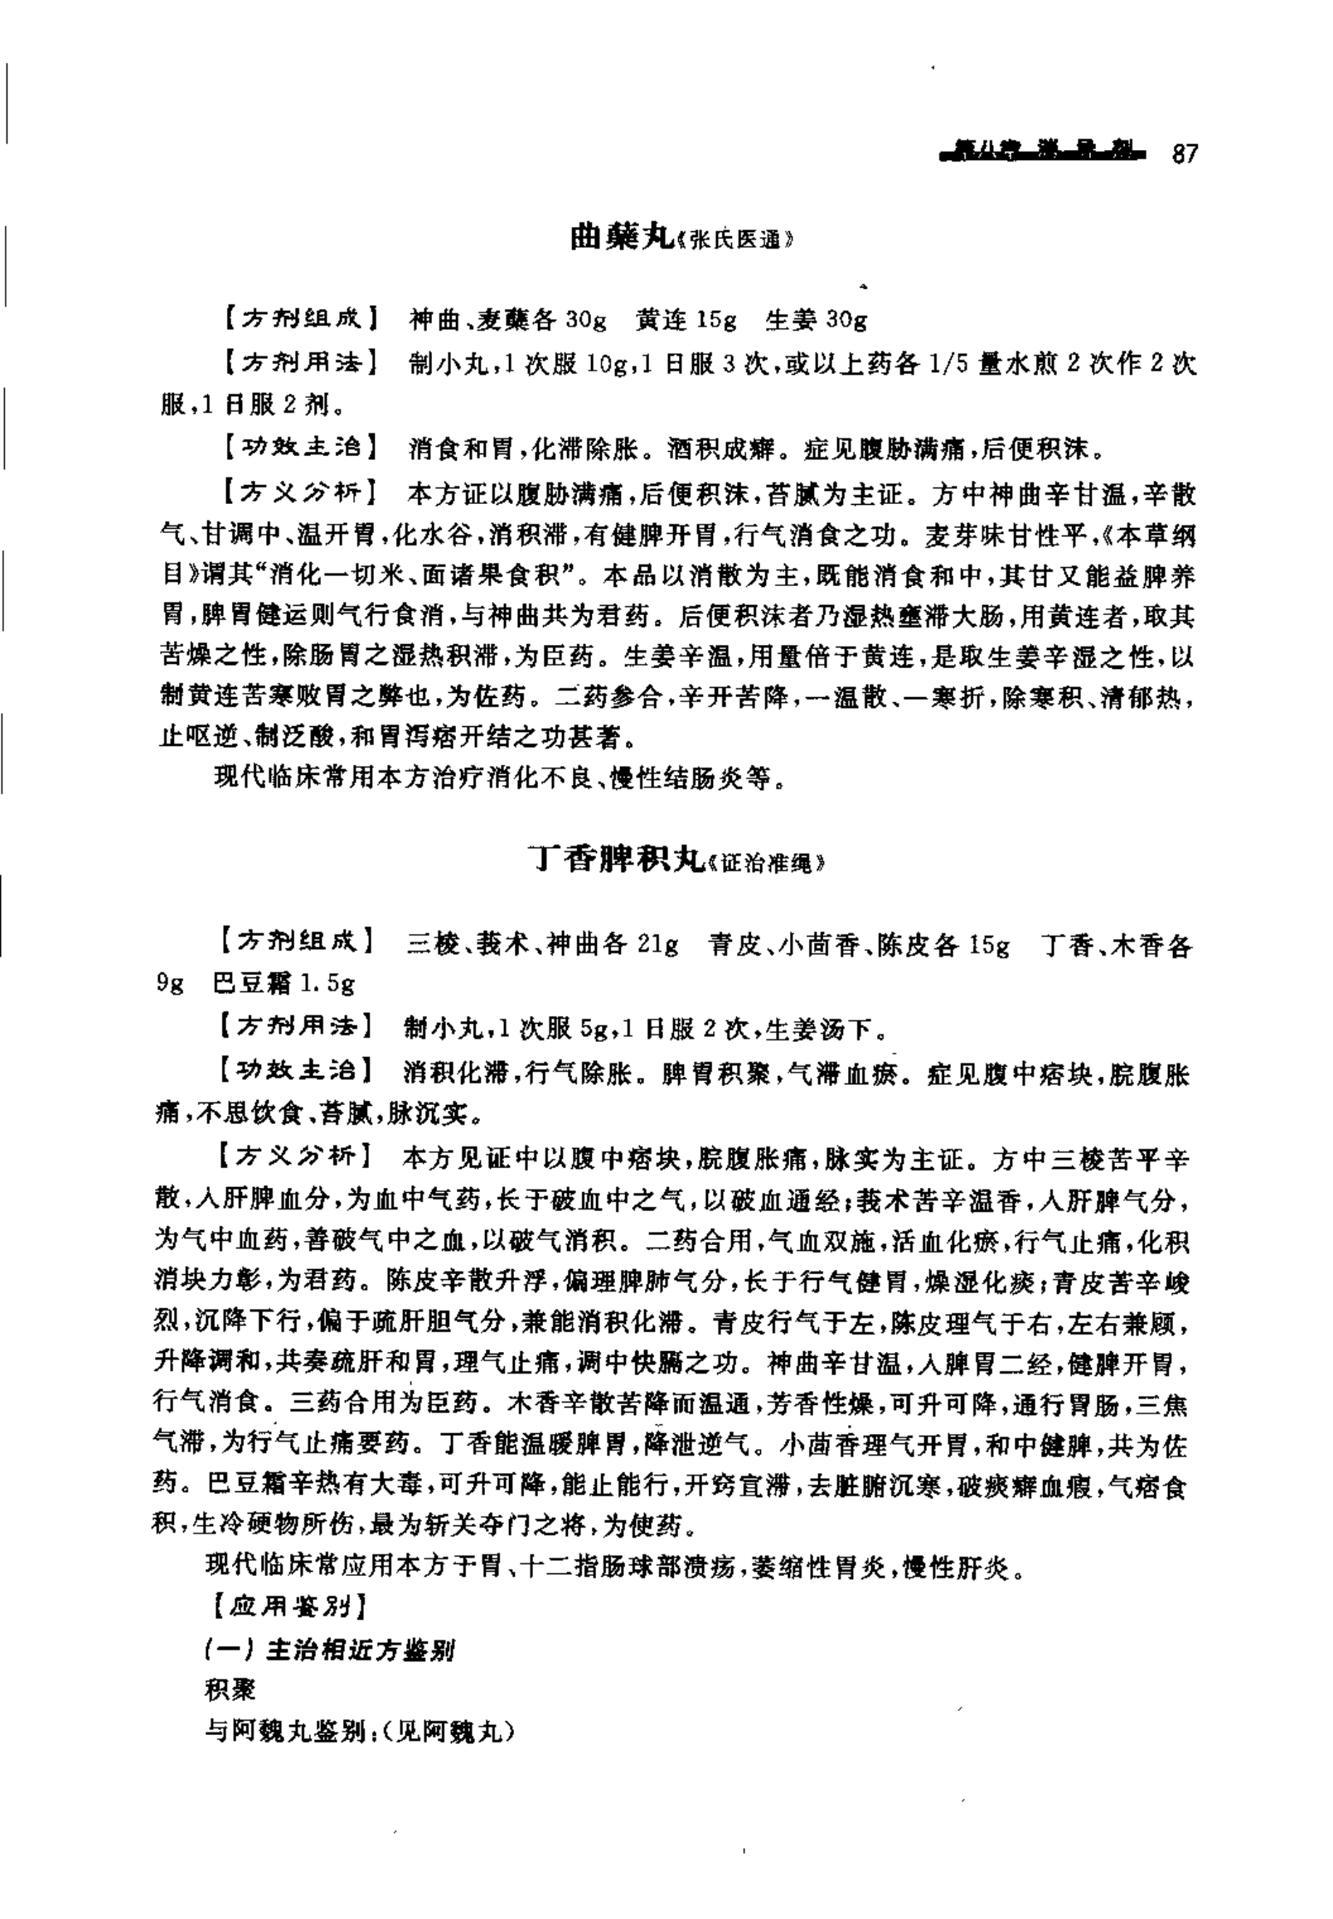 第八章 消导剂 87
曲蘖丸《张氏医通》
【方剂组成】 神曲、麦蘖各 30g 黄连 15g 生姜 30g
【方剂用法】 制小丸,1 次服 10g,1 日服 3 次,或以上药各 1/5 量水煎 2 次作 2 次
服,1 日服 2 剂。
【功效主治】 消食和胃,化滞除胀。酒积成癖。症见腹胁满痛,后便积沫。
【方义分析】 本方证以腹胁满痛,后便积沫,苔腻为主证。方中神曲辛甘温,辛散
气、甘调中、温开胃,化水谷,消积滞,有健脾开胃,行气消食之功。麦芽味甘性平,《本草纲
目》谓其“消化一切米、面诸果食积”。本品以消散为主,既能消食和中,其甘又能益脾养
胃,脾胃健运则气行食消,与神曲共为君药。后便积沫者乃湿热壅滞大肠,用黄连者,取其
苦燥之性,除肠胃之湿热积滞,为臣药。生姜辛温,用量倍于黄连,是取生姜辛湿之性,以
制黄连苦寒败胃之弊也,为佐药。二药参合,辛开苦降,一温散、一寒折,除寒积、清郁热,
止呕逆、制泛酸,和胃泻痞开结之功甚著。
现代临床常用本方治疗消化不良、慢性结肠炎等。
丁香脾积丸《证治准绳》
【方剂组成】 三棱、莪术、神曲各 21g 青皮、小茴香、陈皮各 15g 丁香、木香各
9g 巴豆霜 1.5g
【方剂用法】 制小丸,1 次服 5g,1 日服 2 次,生姜汤下。
【功效主治】 消积化滞,行气除胀。脾胃积聚,气滞血瘀。症见腹中痞块,脘腹胀
痛,不思饮食、苔腻,脉沉实。
【方义分析】 本方见证中以腹中痞块,脘腹胀痛,脉实为主证。方中三棱苦平辛
散,入肝脾血分,为血中气药,长于破血中之气,以破血通经;莪术苦辛温香,入肝脾气分,
为气中血药,善破气中之血,以破气消积。二药合用,气血双施,活血化瘀,行气止痛,化积
消块力彰,为君药。陈皮辛散升浮,偏理脾肺气分,长于行气健胃,燥湿化痰;青皮苦辛峻
烈,沉降下行,偏于疏肝胆气分,兼能消积化滞。青皮行气于左,陈皮理气于右,左右兼顾,
升降调和,共奏疏肝和胃,理气止痛,调中快膈之功。神曲辛甘温,入脾胃二经,健脾开胃,
行气消食。三药合用为臣药。木香辛散苦降而温通,芳香性燥,可升可降,通行胃肠,三焦
气滞,为行气止痛要药。丁香能温暖脾胃,降泄逆气。小茴香理气开胃,和中健脾,共为佐
药。巴豆霜辛热有大毒,可升可降,能止能行,开窍宣滞,去脏腑沉寒,破痰癖血瘕,气痞食
积,生冷硬物所伤,最为斩关夺门之将,为使药。
现代临床常应用本方于胃、十二指肠球部溃疡,萎缩性胃炎,慢性肝炎。
【应用鉴别】
(一) 主治相近方鉴别
积聚
与阿魏丸鉴别:(见阿魏丸)